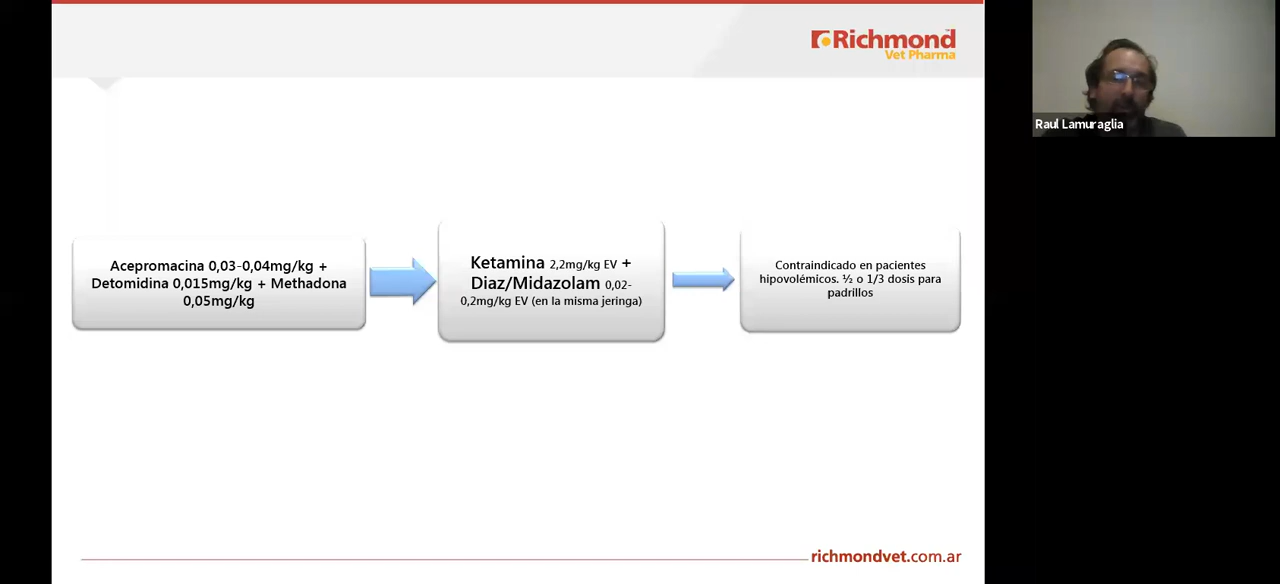 Richmond
Vet Pharma
Raul Lamuraglia
Acepromacina 0,03-0,04mg/kg +
Detomidina 0,015mg/kg + Methadona
0,05mg/kg
Ketamina 2,2mg/kg EV +
Diaz/Midazolam 0,02-
0,2mg/kg EV (en la misma jeringa)
Contraindicado en pacientes
hipovolémicos. ½ o 1/3 dosis para
padrillos
richmondvet.com.ar